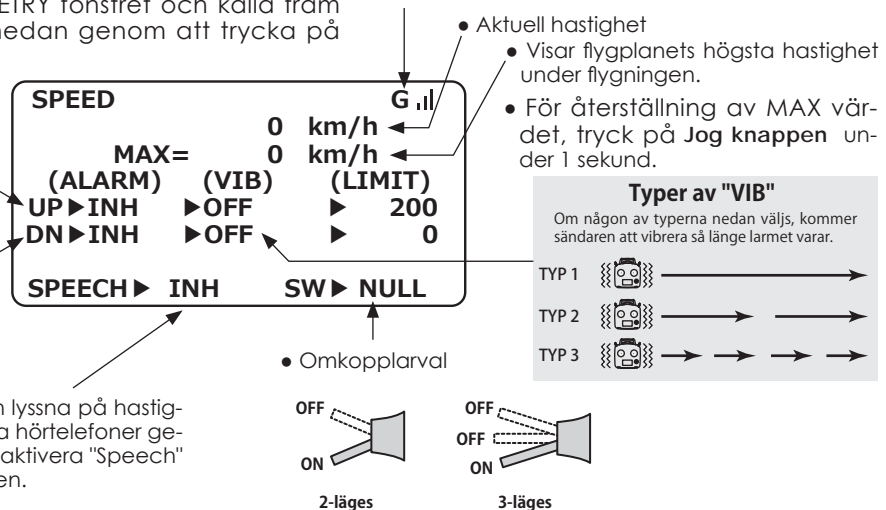 ETRY fönstret och kalla fram
nedan genom att trycka på
● Aktuell hastighet
● Visar flygplanets högsta hastighet
under flygningen.
● För återställning av MAX vär-
det, tryck på Jog knappen un-
der 1 sekund.
SPEED G
0 km/h
MAX= 0 km/h
(ALARM) (VIB) (LIMIT)
UP▶INH ▶OFF ▶ 200
DN▶INH ▶OFF ▶ 0
SPEECH▶ INH SW▶ NULL
Typer av "VIB"
Om någon av typerna nedan väljs, kommer
sändaren att vibrera så länge larmet varar.
TYP 1
TYP 2
TYP 3
● Omkopplarval
lyssna på hastig-
a hörtelefoner ge-
aktivera "Speech"
en.
OFF
ON
2-läges
OFF
OFF
ON
3-läges